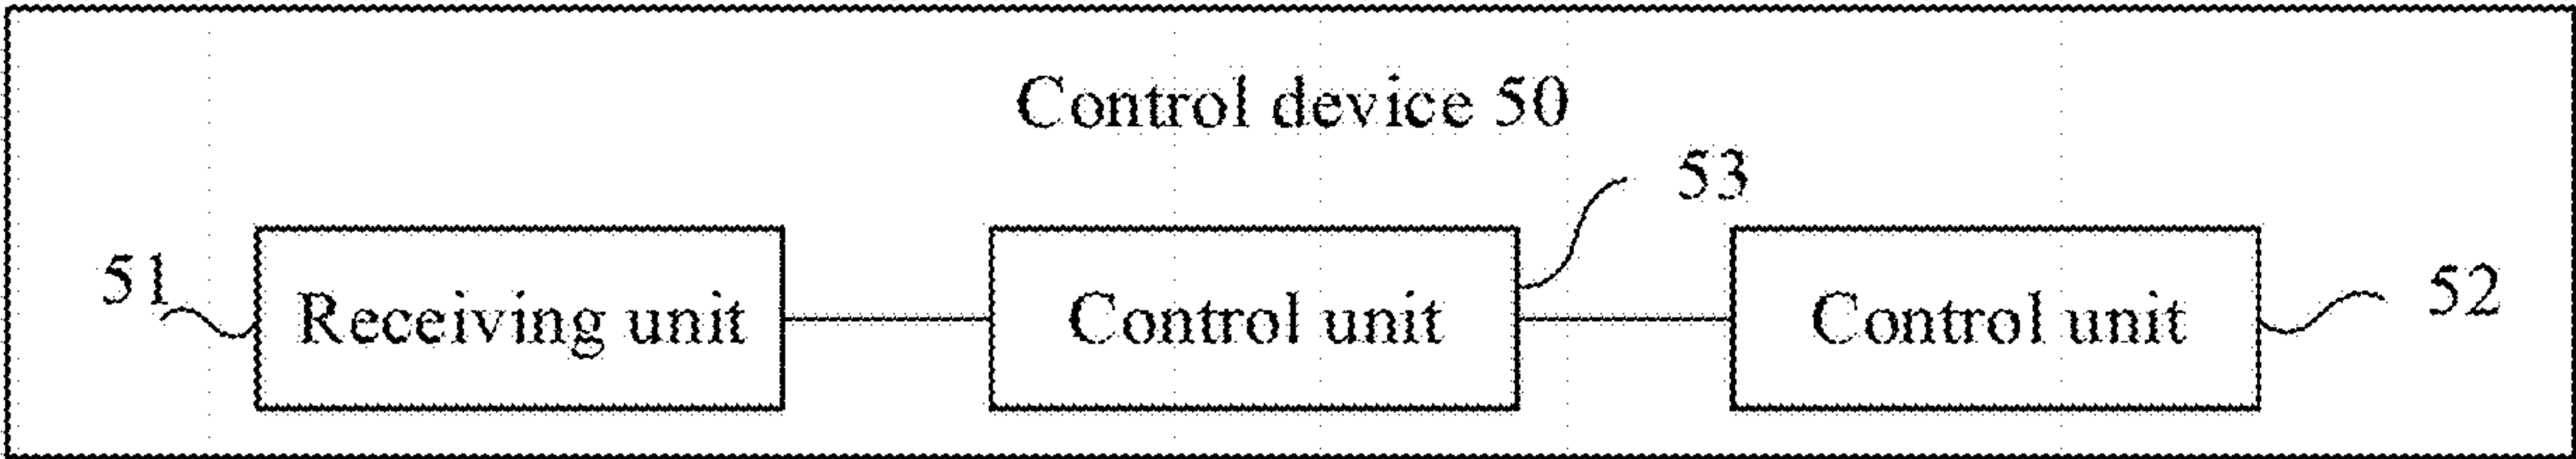 Control device 50
53
51
Receiving unit
Control unit
Control unit
52